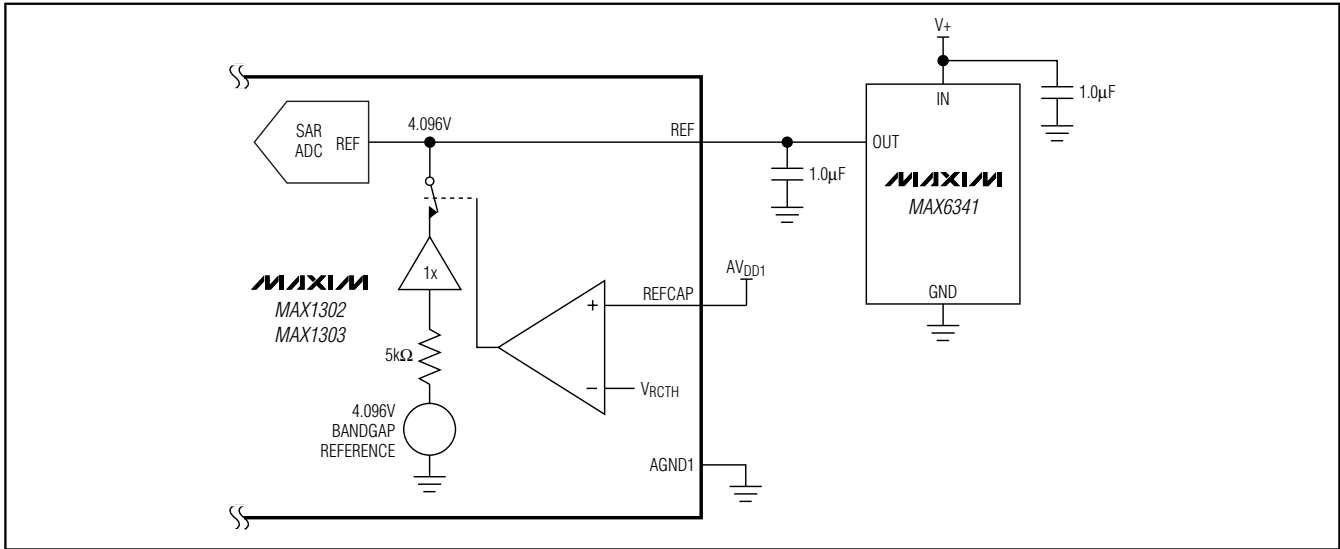 V+
IN
1.0µF
SAR
ADC
REF
4.096V
REF
OUT
1.0µF
MAXIM
MAX6341
GND
AVDD1
REFCAP
1x
MAXIM
MAX1302
MAX1303
+
5kΩ
−
VRCTH
4.096V
BANDGAP
REFERENCE
AGND1